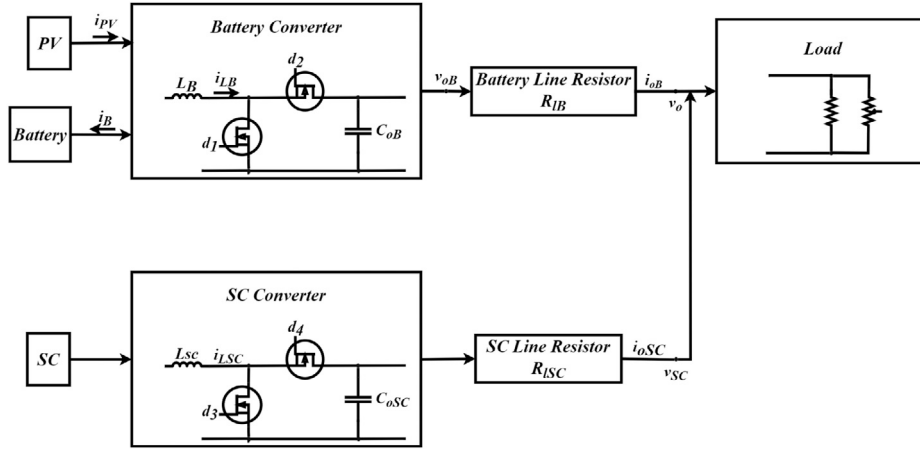 i_PV
PV
Battery Converter
L_B
i_LB
d_2
d_1
C_oB
Battery
i_B
v_oB
Battery Line Resistor
R_lB
i_oB
v_o
Load
SC
SC Converter
Lsc
i_LSC
d_4
d_3
C_oSC
SC Line Resistor
R_lSC
i_oSC
v_SC